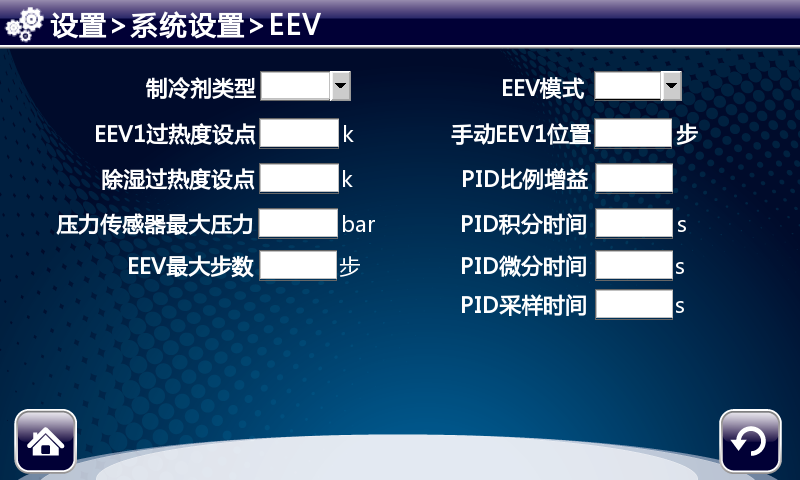 设置>系统设置>EEV
制冷剂类型
EEV模式
EEV1过热度设点 k
手动EEV1位置 步
除湿过热度设点 k
PID比例增益
压力传感器最大压力 bar
PID积分时间 s
EEV最大步数 步
PID微分时间 s
PID采样时间 s